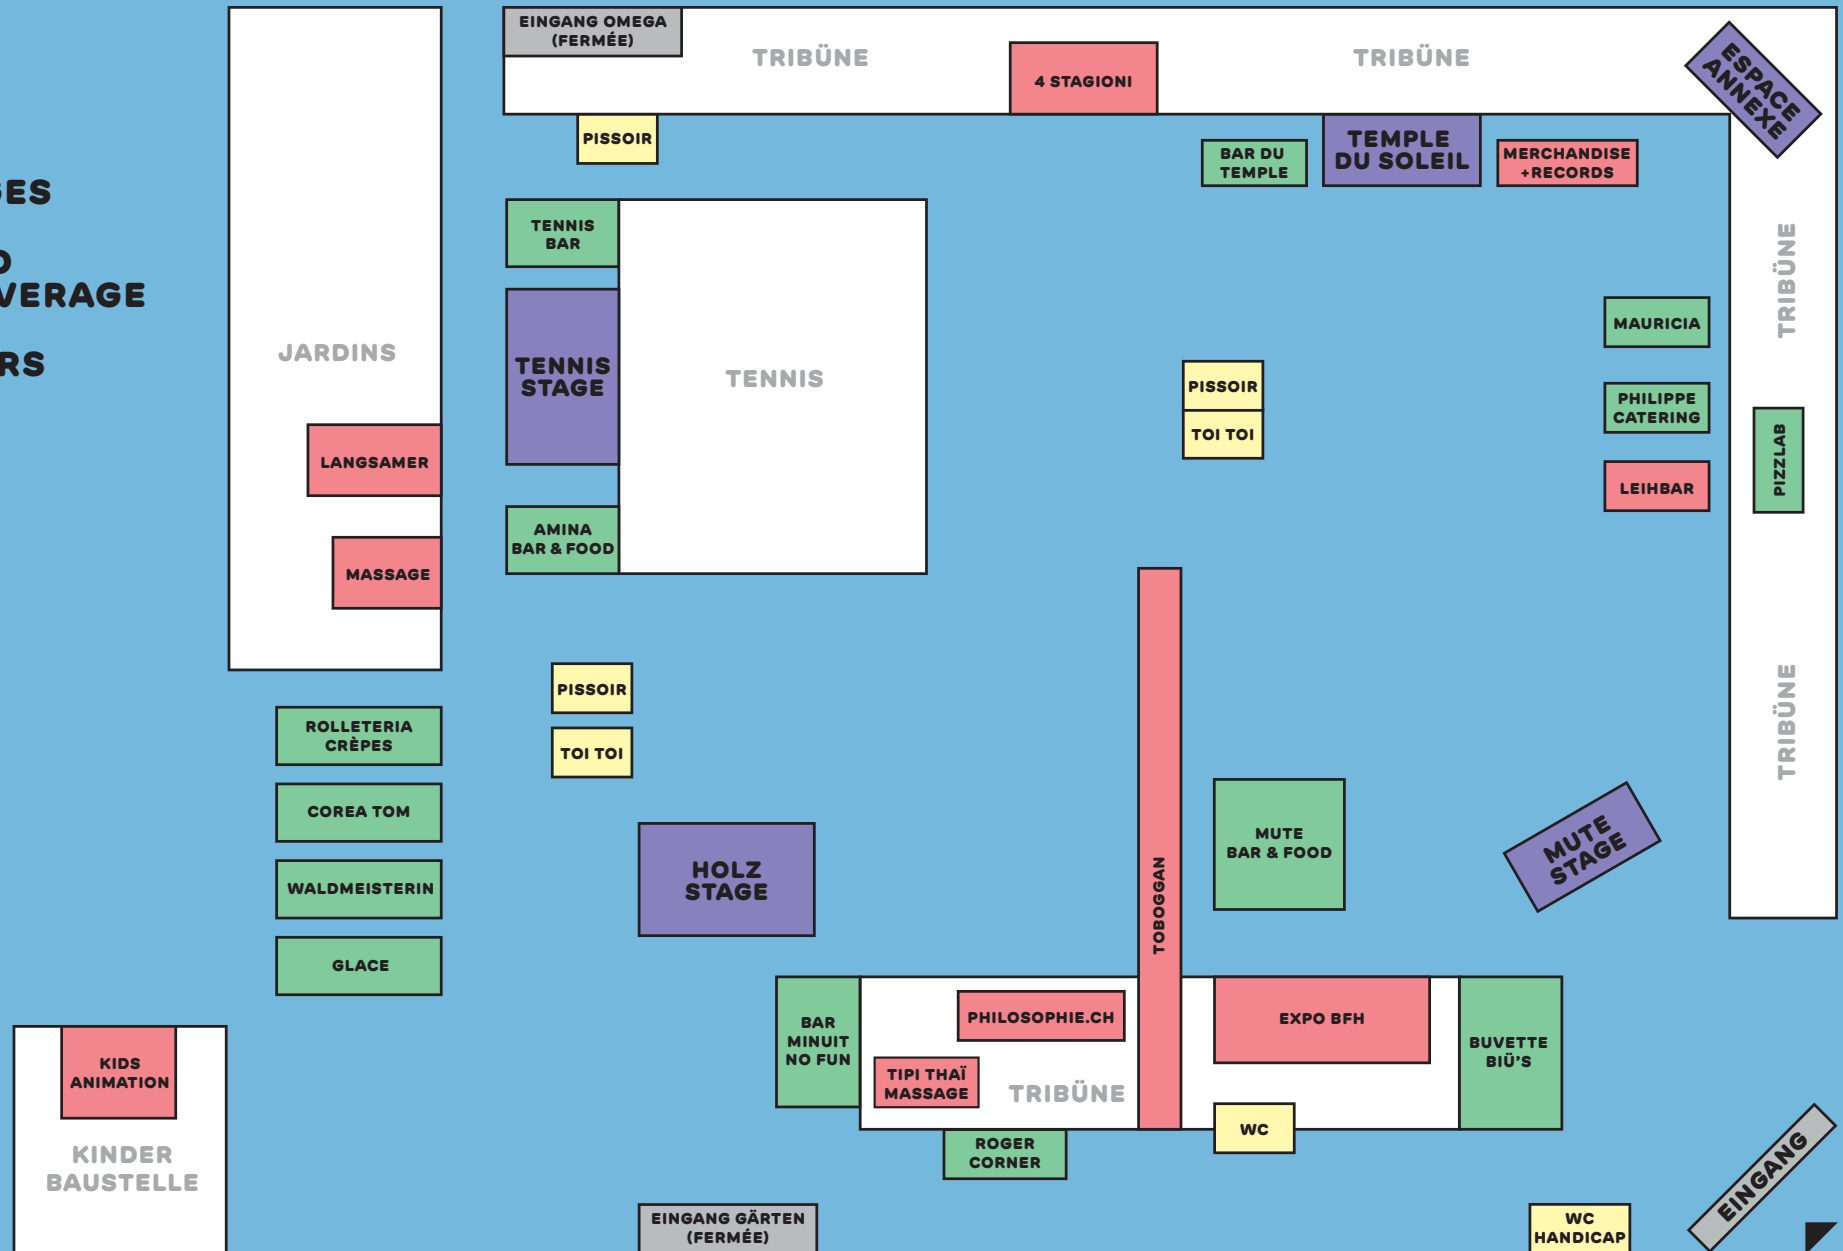 GES
D
VERAGE
RS
EINGANG OMEGA
(FERMÉE)
TRIBÜNE
4 STAGIONI
TRIBÜNE
ESPACE
ANNEXE
PISSOIR
BAR DU
TEMPLE
TEMPLE
DU SOLEIL
MERCHANDISE
+RECORDS
TENNIS
BAR
TRIBÜNE
JARDINS
TENNIS
STAGE
TENNIS
MAURICIA
PISSOIR
TOI TOI
PHILIPPE
CATERING
LANGSAMER
LEIHBAR
PIZZLAB
AMINA
BAR & FOOD
MASSAGE
PISSOIR
TOI TOI
TRIBÜNE
ROLLETERIA
CRÈPES
COREA TOM
WALDMEISTERIN
GLACE
HOLZ
STAGE
TOBOGGAN
MUTE
BAR & FOOD
MUTE
STAGE
BAR
MINUIT
NO FUN
PHILOSOPHIE.CH
TIPI THAÏ
MASSAGE
TRIBÜNE
EXPO BFH
BUVETTE
BIÜ'S
KIDS
ANIMATION
KINDER
BAUSTELLE
WC
ROGER
CORNER
EINGANG GÄRTEN
(FERMÉE)
WC
HANDICAP
EINGANG